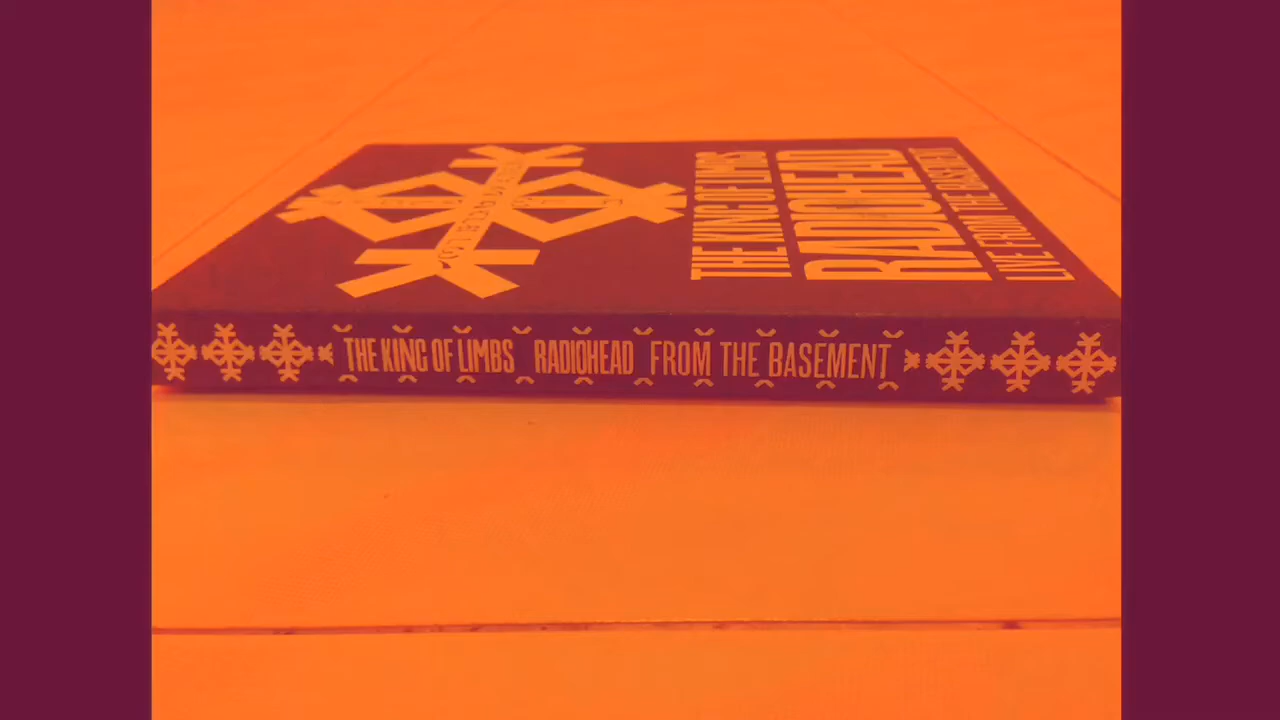 THE KING OF LIMBS
RADIOHEAD
LIVE FROM THE BASEMENT
THE KING OF LIMBS RADIOHEAD FROM THE BASEMENT